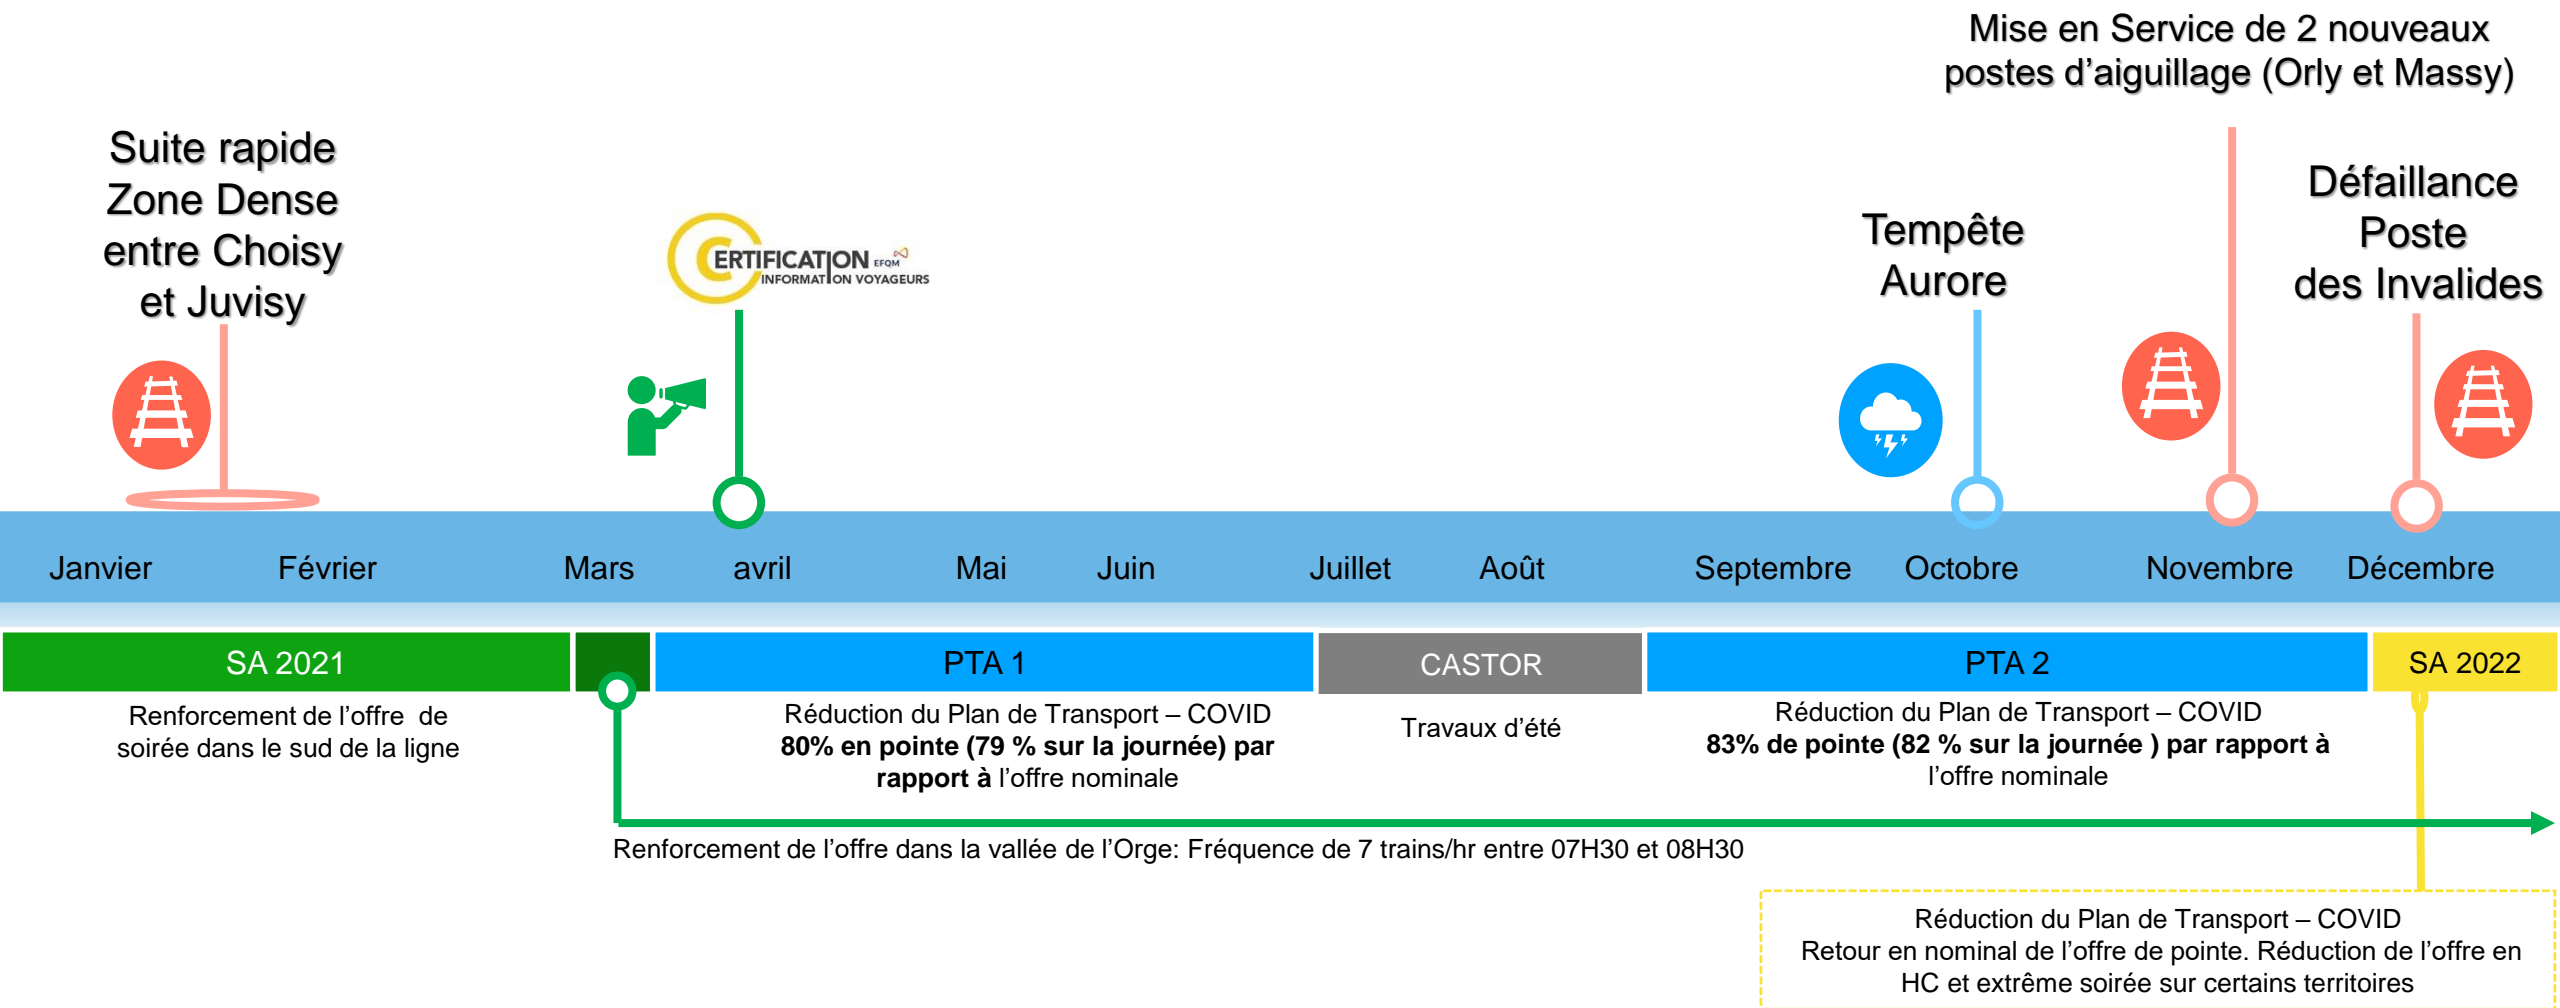 Mise en Service de 2 nouveaux
postes d’aiguillage (Orly et Massy)
Suite rapide
Zone Dense
entre Choisy
et Juvisy
CERTIFICATION EFQM
INFORMATION VOYAGEURS
Tempête
Aurore
Défaillance
Poste
des Invalides
Janvier Février Mars avril Mai Juin Juillet Août Septembre Octobre Novembre Décembre
SA 2021
PTA 1
CASTOR
PTA 2
SA 2022
Renforcement de l’offre de
soirée dans le sud de la ligne
Réduction du Plan de Transport – COVID
80% en pointe (79 % sur la journée) par
rapport à l’offre nominale
Travaux d’été
Réduction du Plan de Transport – COVID
83% de pointe (82 % sur la journée ) par rapport à
l’offre nominale
Renforcement de l’offre dans la vallée de l’Orge: Fréquence de 7 trains/hr entre 07H30 et 08H30
Réduction du Plan de Transport – COVID
Retour en nominal de l’offre de pointe. Réduction de l’offre en
HC et extrême soirée sur certains territoires